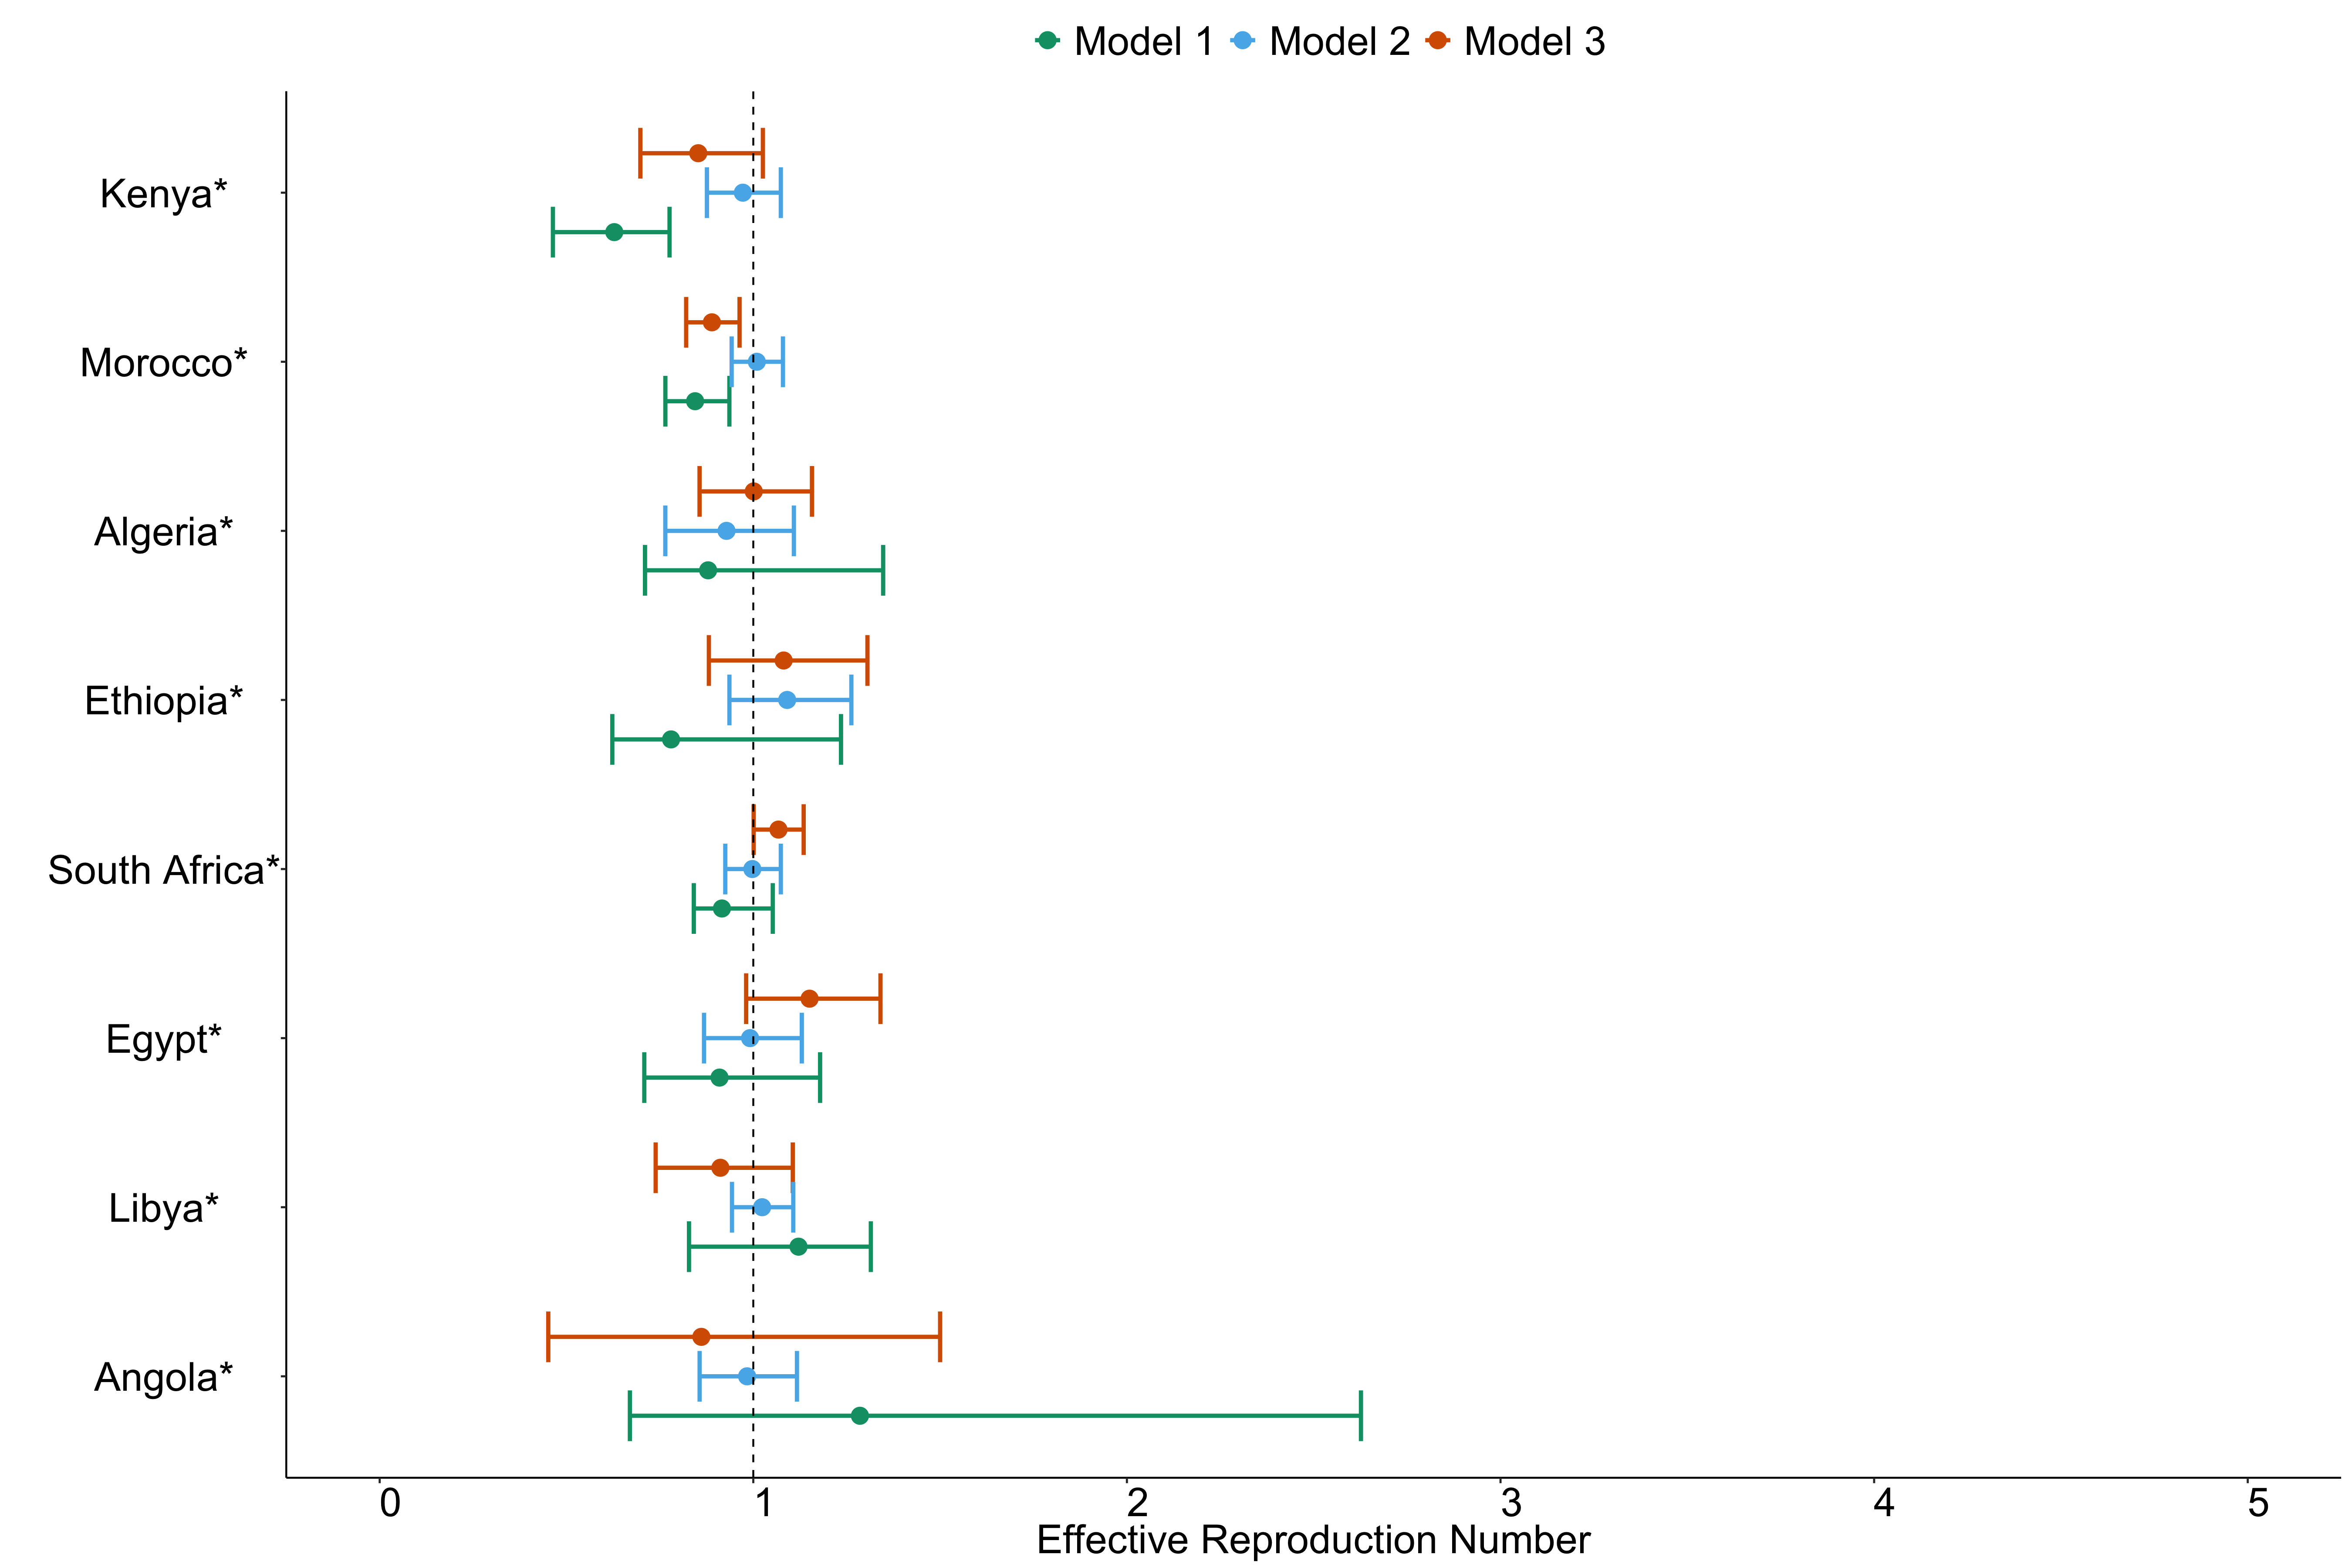 Model 1 Model 2 Model 3
Kenya*
Morocco*
Algeria*
Ethiopia*
South Africa*
Egypt*
Libya*
Angola*
0 1 2 3 4 5
Effective Reproduction Number